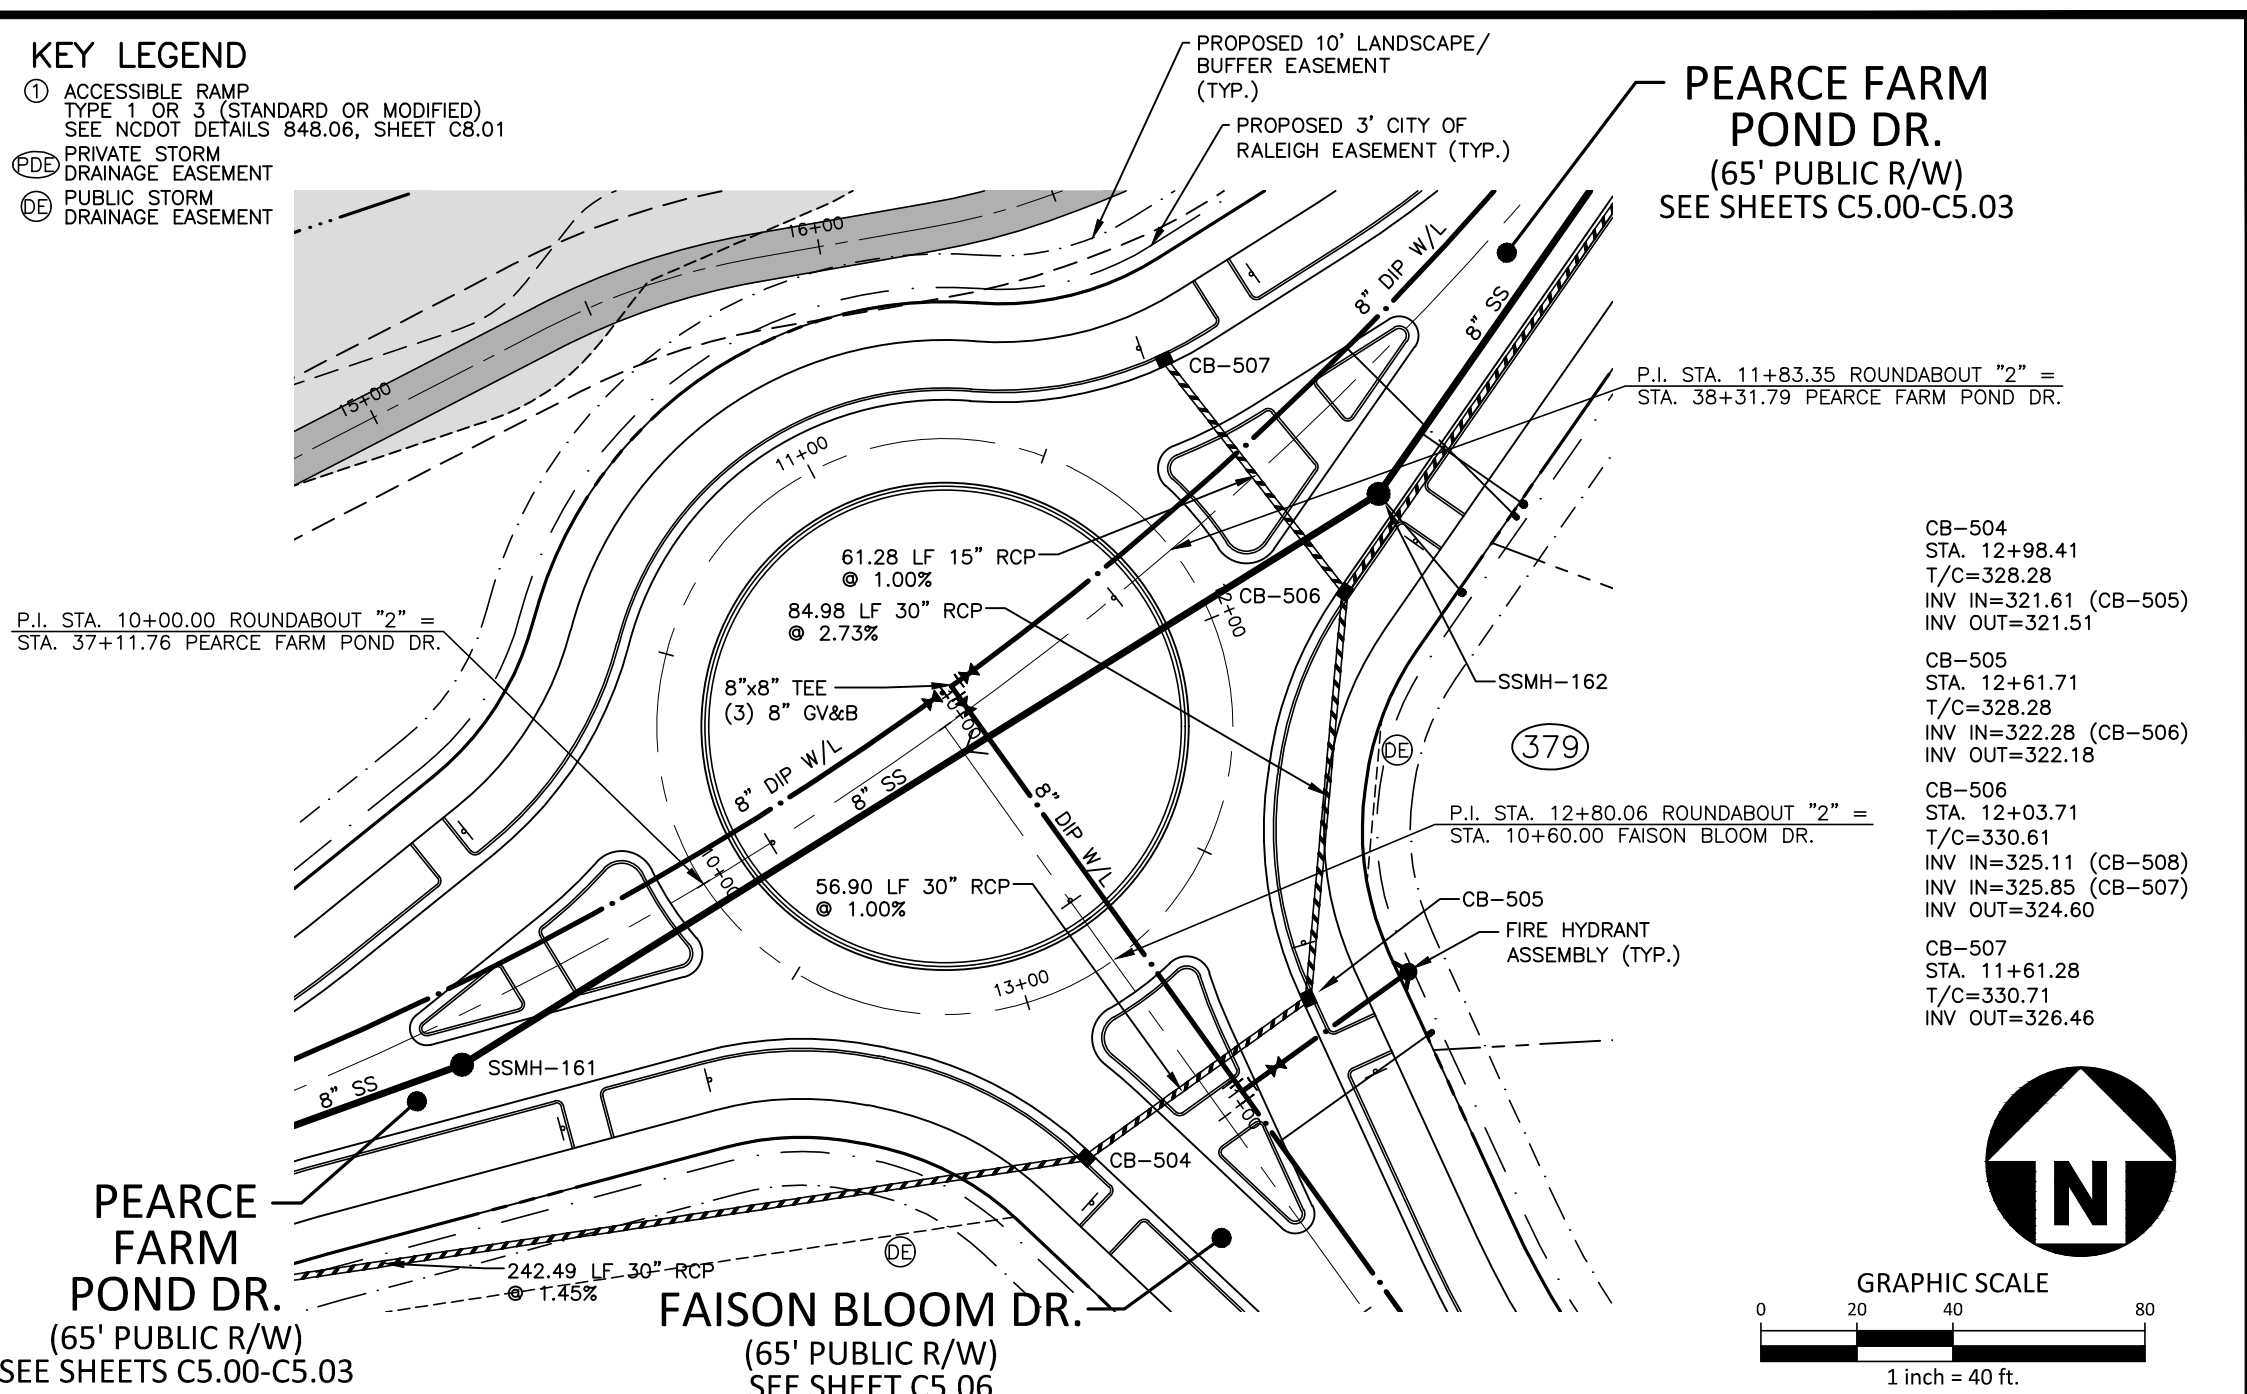 KEY LEGEND
1 ACCESSIBLE RAMP
TYPE 1 OR 3 (STANDARD OR MODIFIED)
SEE NCDOT DETAILS 848.06, SHEET C8.01
PDE PRIVATE STORM
DRAINAGE EASEMENT
DE PUBLIC STORM
DRAINAGE EASEMENT
PROPOSED 10' LANDSCAPE/
BUFFER EASEMENT
(TYP.)
PROPOSED 3' CITY OF
RALEIGH EASEMENT (TYP.)
PEARCE FARM
POND DR.
(65' PUBLIC R/W)
SEE SHEETS C5.00-C5.03
16+00
15+00
8" DIP W/L
8" SS
CB-507
P.I. STA. 11+83.35 ROUNDABOUT "2" =
STA. 38+31.79 PEARCE FARM POND DR.
11+00
61.28 LF 15" RCP
@ 1.00%
CB-506
12+00
84.98 LF 30" RCP
@ 2.73%
P.I. STA. 10+00.00 ROUNDABOUT "2" =
STA. 37+11.76 PEARCE FARM POND DR.
8"x8" TEE
(3) 8" GV&B
10+00
SSMH-162
379
DE
8" DIP W/L
8" SS
8" DIP W/L
P.I. STA. 12+80.06 ROUNDABOUT "2" =
STA. 10+60.00 FAISON BLOOM DR.
10+00
56.90 LF 30" RCP
@ 1.00%
CB-505
FIRE HYDRANT
ASSEMBLY (TYP.)
13+00
SSMH-161
8" SS
11+00
CB-504
DE
242.49 LF 30" RCP
@ 1.45%
PEARCE
FARM
POND DR.
(65' PUBLIC R/W)
SEE SHEETS C5.00-C5.03
FAISON BLOOM DR.
(65' PUBLIC R/W)
SEE SHEET C5.06
CB-504
STA. 12+98.41
T/C=328.28
INV IN=321.61 (CB-505)
INV OUT=321.51
CB-505
STA. 12+61.71
T/C=328.28
INV IN=322.28 (CB-506)
INV OUT=322.18
CB-506
STA. 12+03.71
T/C=330.61
INV IN=325.11 (CB-508)
INV IN=325.85 (CB-507)
INV OUT=324.60
CB-507
STA. 11+61.28
T/C=330.71
INV OUT=326.46
N
GRAPHIC SCALE
0 20 40 80
1 inch = 40 ft.